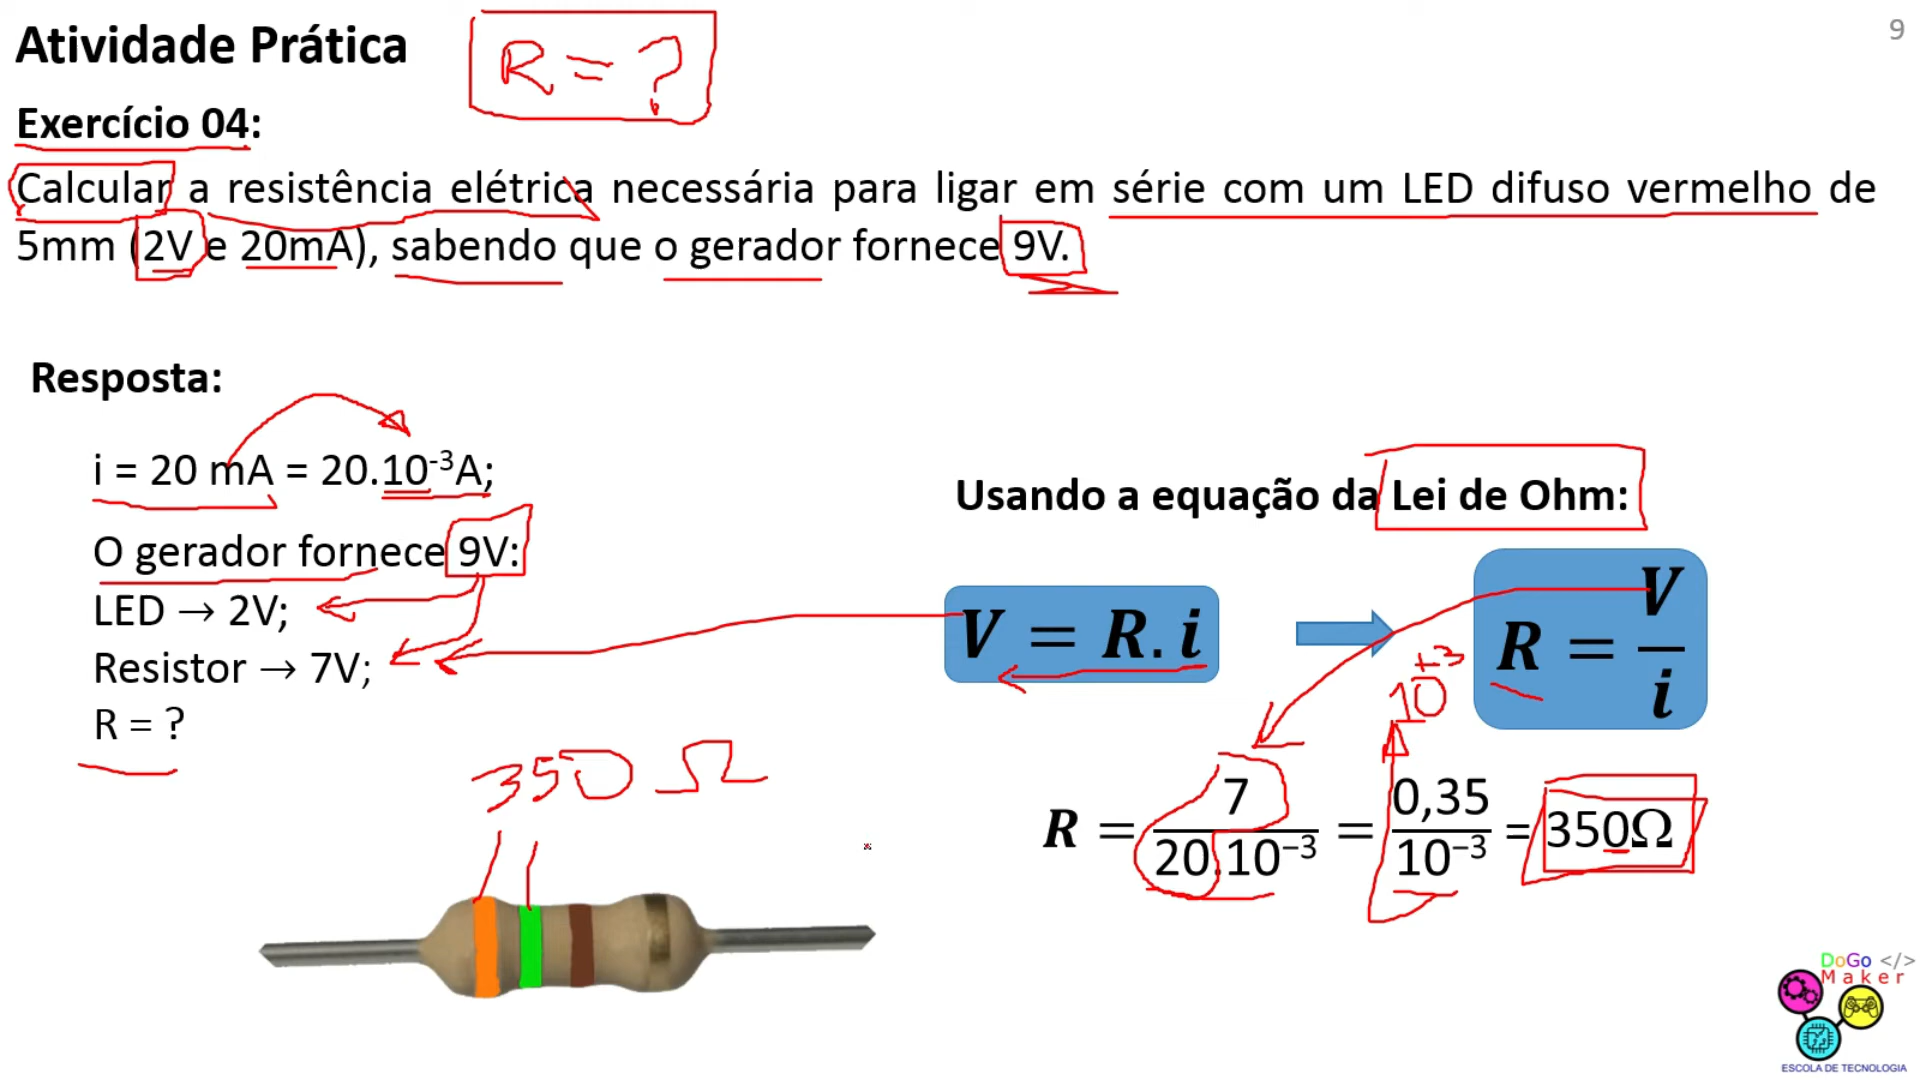 9
Atividade Prática
R = ?
Exercício 04:
Calcular a resistência elétrica necessária para ligar em série com um LED difuso vermelho de
5mm (2V e 20mA), sabendo que o gerador fornece 9V.
Resposta:
i = 20 mA = 20.10⁻³A;
O gerador fornece 9V:
LED → 2V;
Resistor → 7V;
R = ?
350 Ω
Usando a equação da Lei de Ohm:
V = R. i
R = V/i
10⁺³
R = 7/20.10⁻³ = 0,35/10⁻³ = 350Ω
DoGo </>
Maker
ESCOLA DE TECNOLOGIA